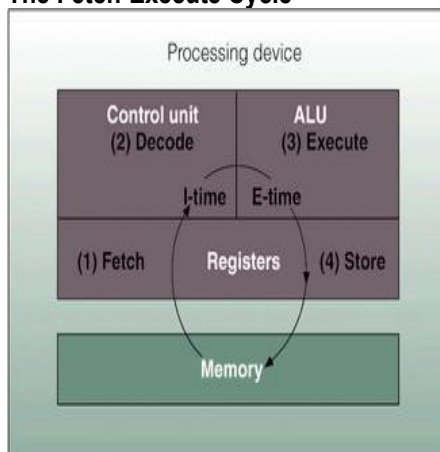 The Fetch Execute Cycle
Processing device
Control unit
(2) Decode
ALU
(3) Execute
I-time
E-time
(1) Fetch
Registers
(4) Store
Memory